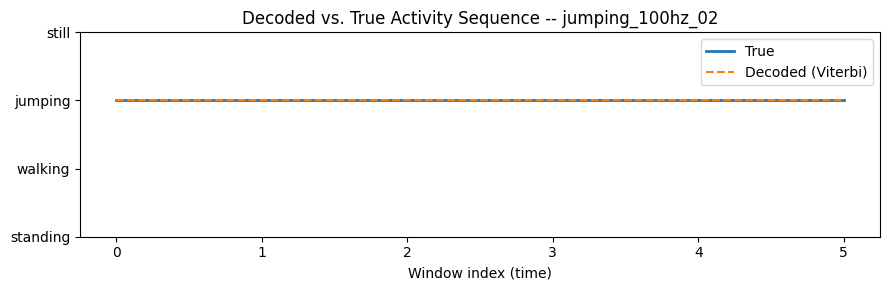 Decoded vs. True Activity Sequence -- jumping_100hz_02
still
True
Decoded (Viterbi)
jumping
walking
standing
0 1 2 3 4 5
Window index (time)